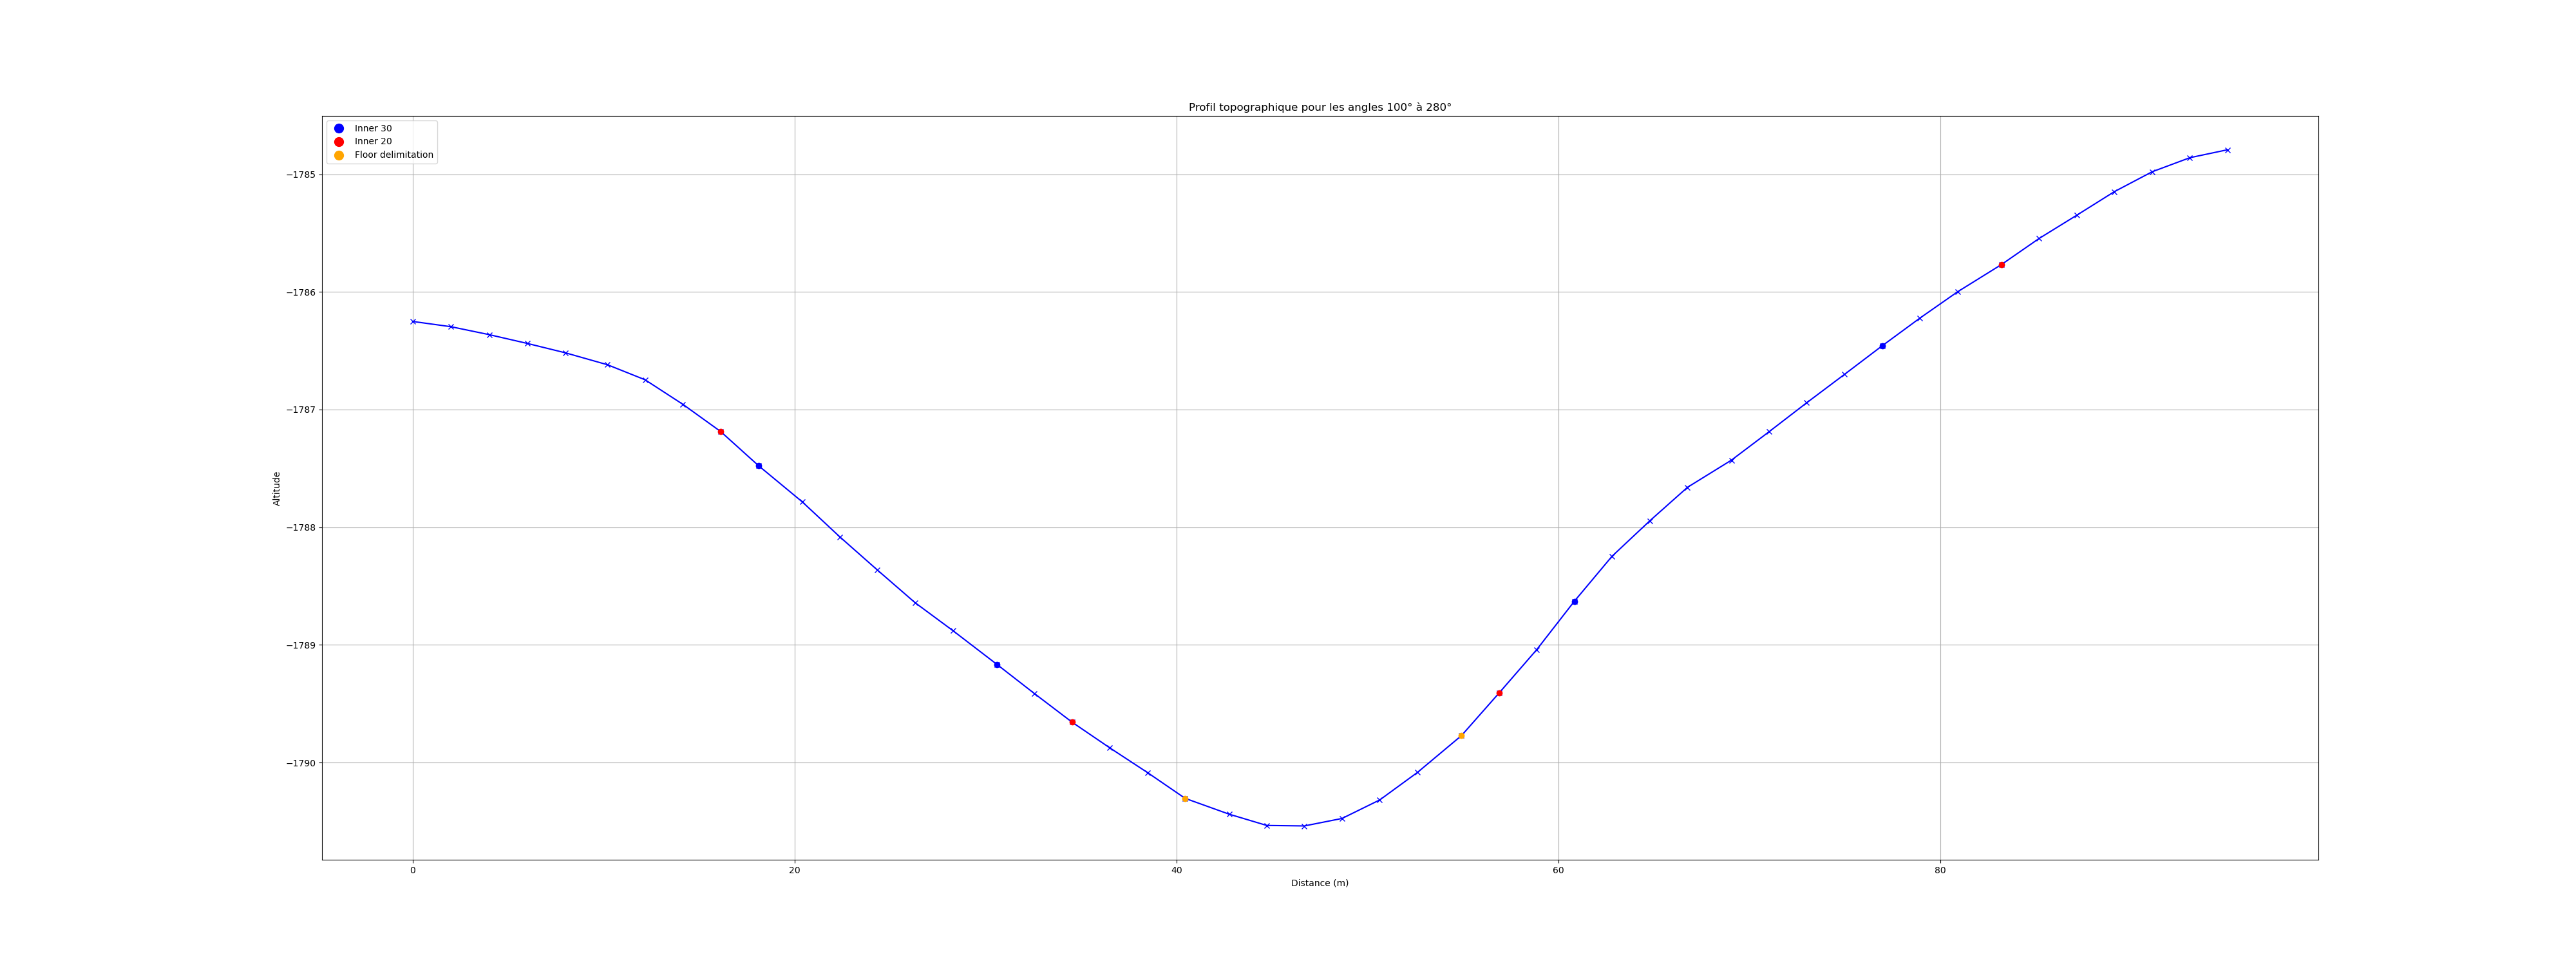 Profil topographique pour les angles 100° à 280°
Inner 30
Inner 20
Floor delimitation
−1785
−1786
−1787
−1788
−1789
−1790
Altitude
0 20 40 60 80
Distance (m)